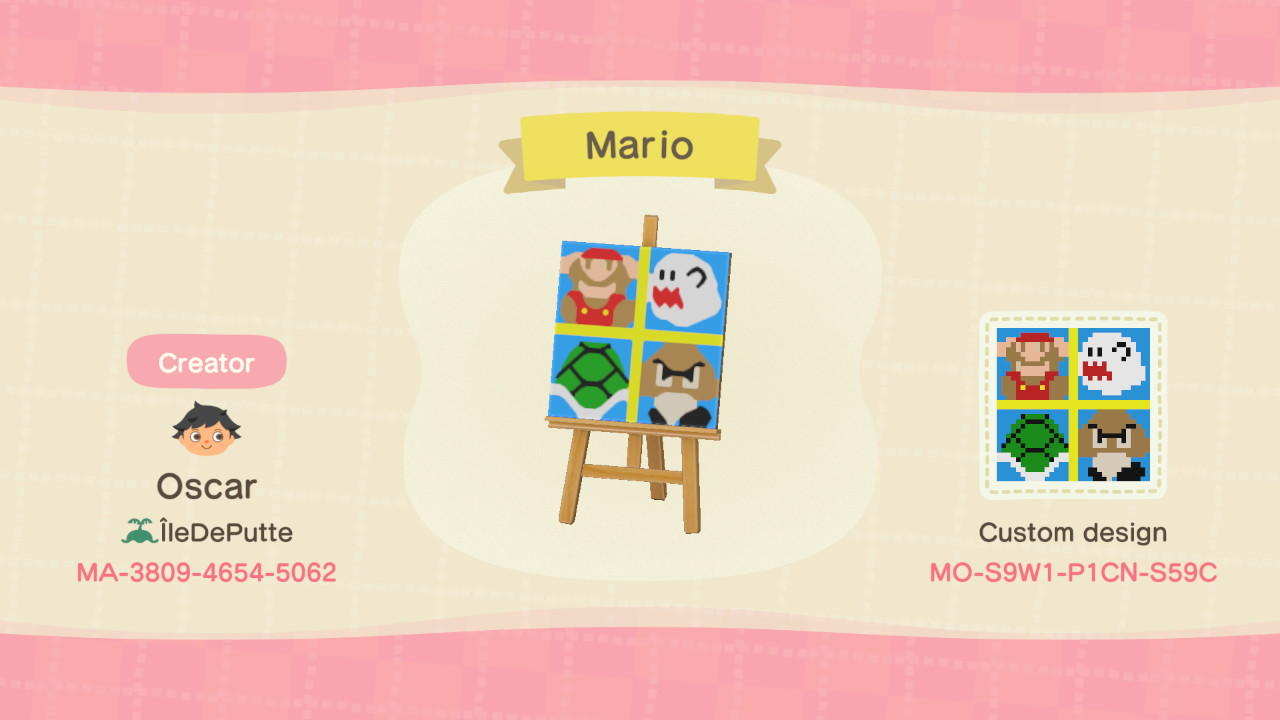 Mario
Creator
Oscar
ÎleDePutte
MA-3809-4654-5062
Custom design
MO-S9W1-P1CN-S59C